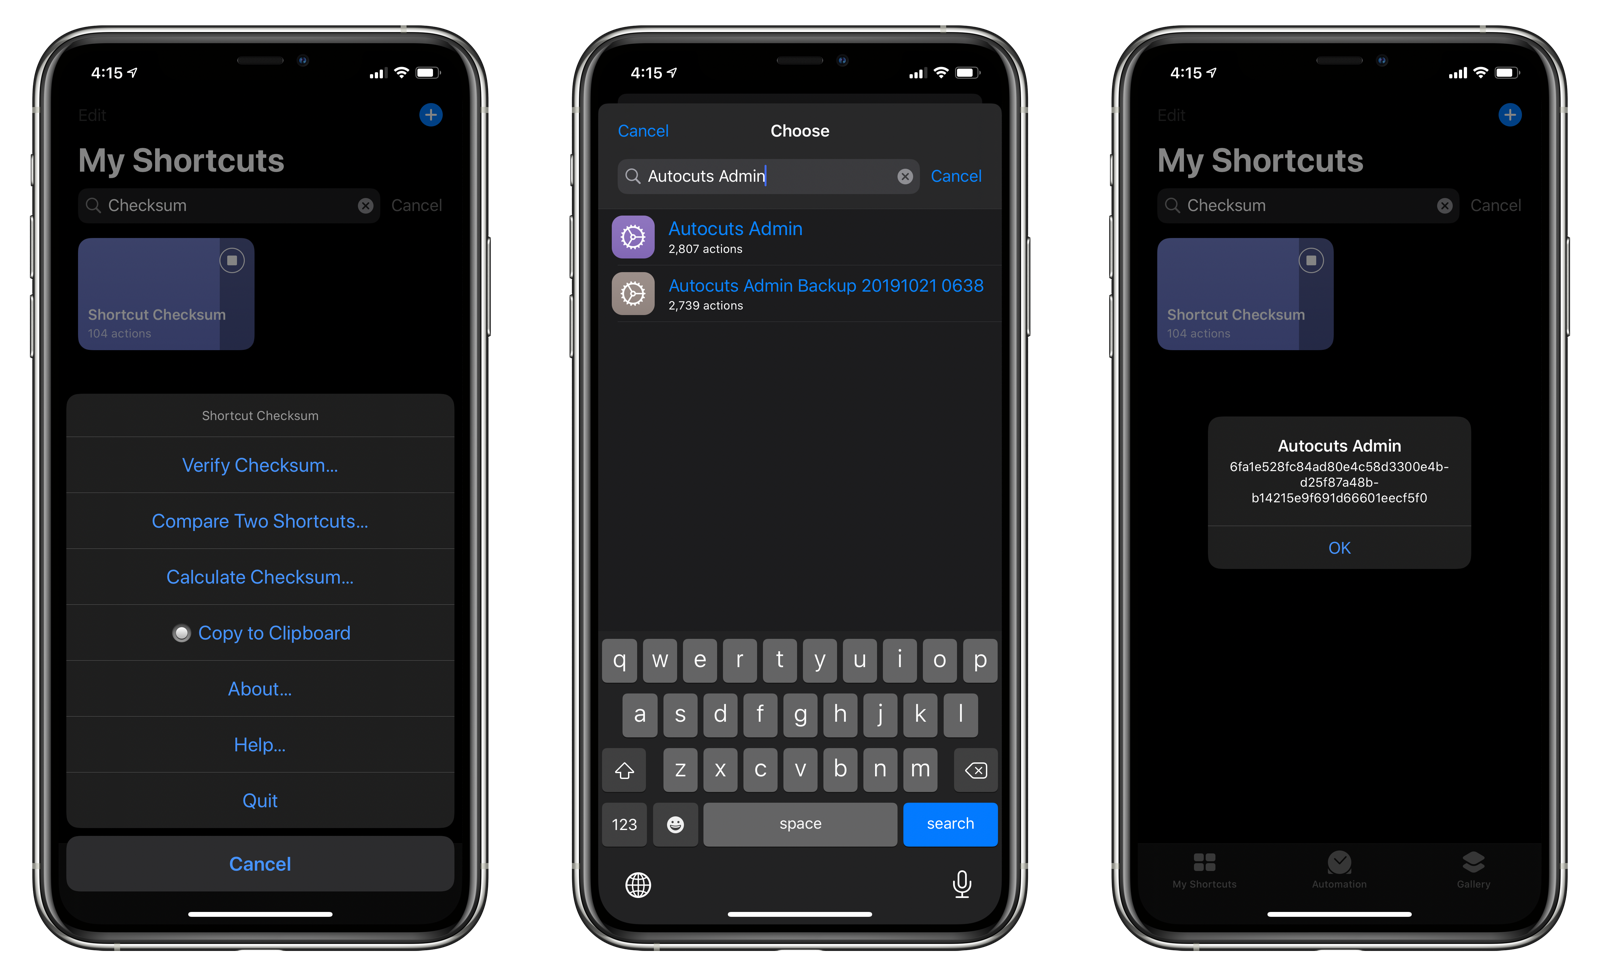 4:15
Edit
My Shortcuts
Checksum
Cancel
Shortcut Checksum
104 actions
Shortcut Checksum
Verify Checksum...
Compare Two Shortcuts...
Calculate Checksum...
Copy to Clipboard
About...
Help...
Quit
Cancel
4:15
Cancel
Choose
Autocuts Admin
Cancel
Autocuts Admin
2,807 actions
Autocuts Admin Backup 20191021 0638
2,739 actions
q w e r t y u i o p
a s d f g h j k l
z x c v b n m
123
space
search
4:15
Edit
My Shortcuts
Checksum
Cancel
Shortcut Checksum
104 actions
Autocuts Admin
6fa1e528fc84ad80e4c58d3300e4b-
d25f87a48b-
b14215e9f691d66601eecf5f0
OK
My Shortcuts
Automation
Gallery